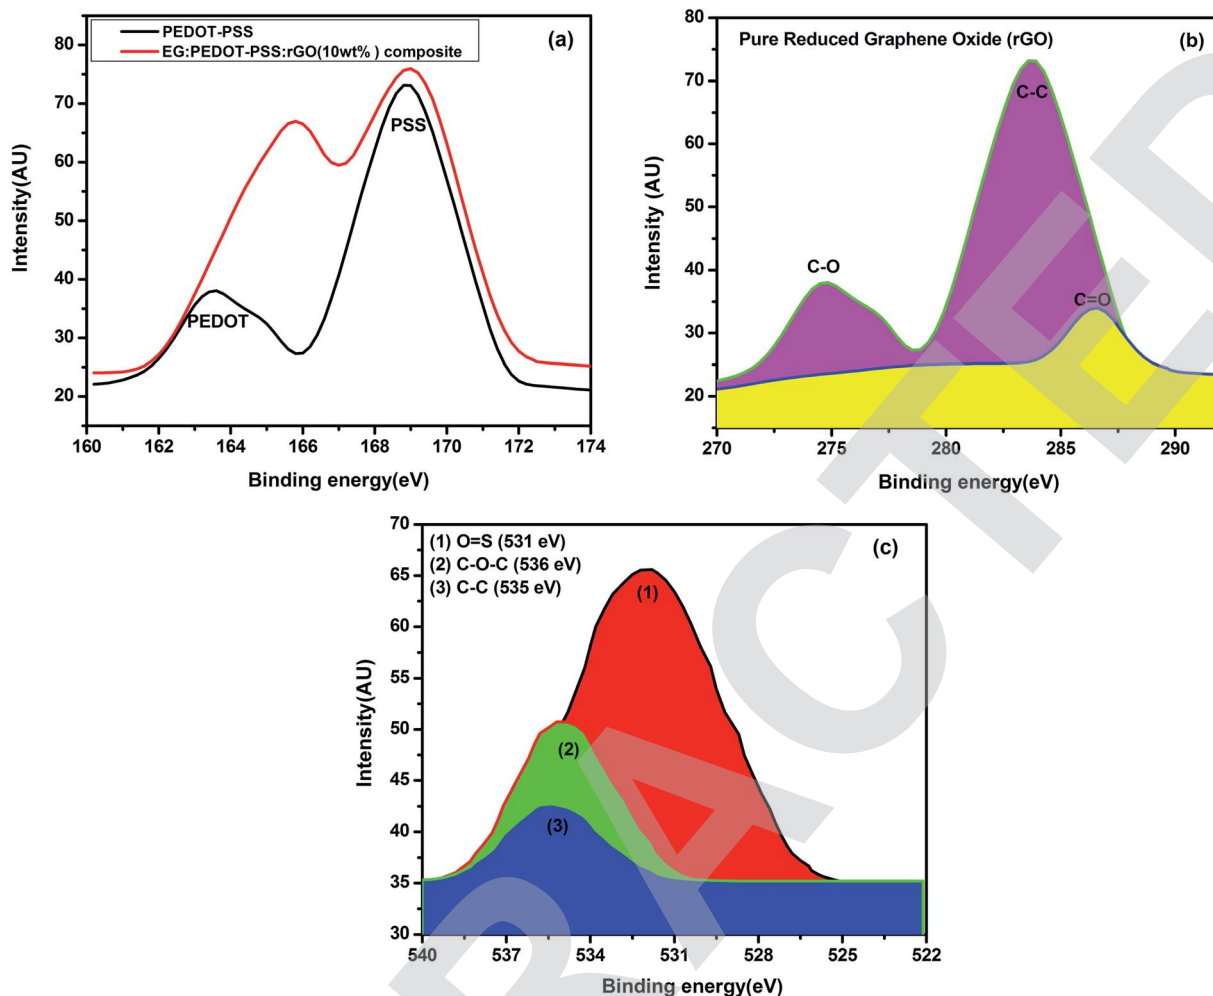 PEDOT-PSS
EG:PEDOT-PSS:rGO(10wt% ) composite
(a)
PEDOT
PSS
Intensity(AU)
80
70
60
50
40
30
20
160 162 164 166 168 170 172 174
Binding energy(eV)
Pure Reduced Graphene Oxide (rGO)
(b)
C-C
C-O
C=O
Intensity (AU)
80
70
60
50
40
30
20
270 275 280 285 290
Binding energy(eV)
(1) O=S (531 eV)
(2) C-O-C (536 eV)
(3) C-C (535 eV)
(c)
(1)
(2)
(3)
Intensity(AU)
70
65
60
55
50
45
40
35
30
540 537 534 531 528 525 522
Binding energy(eV)
RACTED